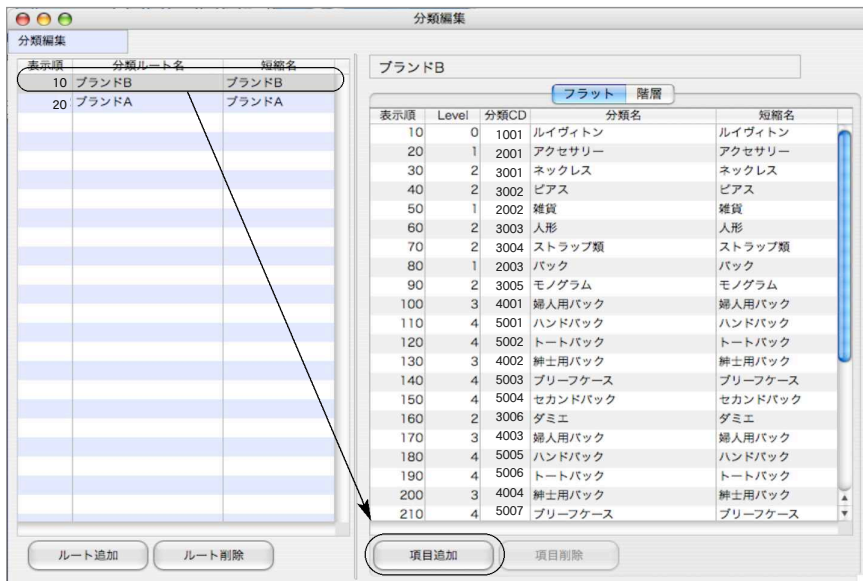 分類編集
分類編集
表示順 分類ルート名 短縮名
10 ブランドB ブランドB
20 ブランドA ブランドA
ルート追加 ルート削除
ブランドB
フラット 階層
表示順 Level 分類CD 分類名 短縮名
10 0 1001 ルイヴィトン ルイヴィトン
20 1 2001 アクセサリー アクセサリー
30 2 3001 ネックレス ネックレス
40 2 3002 ピアス ピアス
50 1 2002 雑貨 雑貨
60 2 3003 人形 人形
70 2 3004 ストラップ類 ストラップ類
80 1 2003 バック バック
90 2 3005 モノグラム モノグラム
100 3 4001 婦人用バック 婦人用バック
110 4 5001 ハンドバック ハンドバック
120 4 5002 トートバック トートバック
130 3 4002 紳士用バック 紳士用バック
140 4 5003 ブリーフケース ブリーフケース
150 4 5004 セカンドバック セカンドバック
160 2 3006 ダミエ ダミエ
170 3 4003 婦人用バック 婦人用バック
180 4 5005 ハンドバック ハンドバック
190 4 5006 トートバック トートバック
200 3 4004 紳士用バック 紳士用バック
210 4 5007 ブリーフケース ブリーフケース
項目追加 項目削除